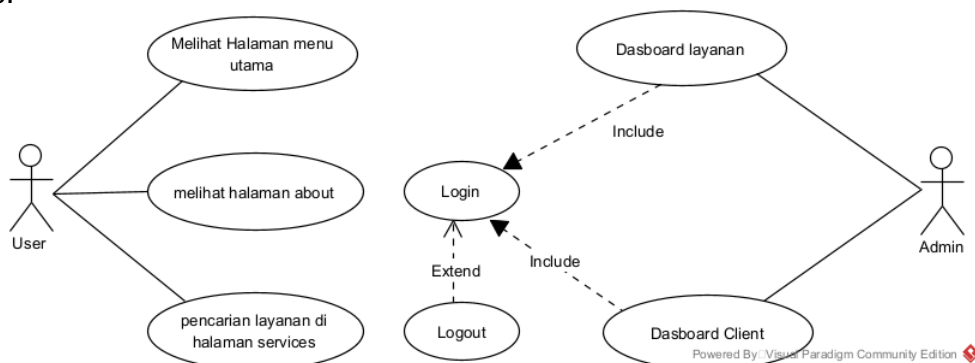 Melihat Halaman menu
utama
Dasboard layanan
Include
melihat halaman about
Login
User
Admin
Extend
Include
pencarian layanan di
halaman services
Logout
Dasboard Client
Powered By Visual Paradigm Community Edition